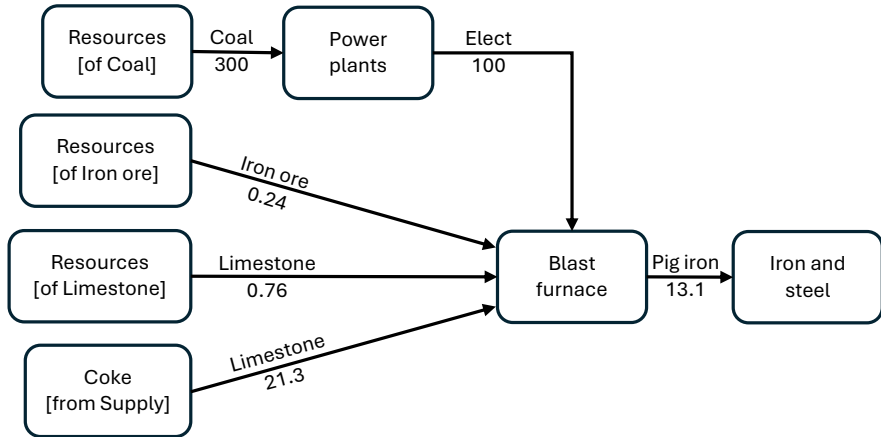 Resources
[of Coal]
Coal
300
Power
plants
Elect
100
Resources
[of Iron ore]
Iron ore
0.24
Resources
[of Limestone]
Limestone
0.76
Coke
[from Supply]
Limestone
21.3
Blast
furnace
Pig iron
13.1
Iron and
steel